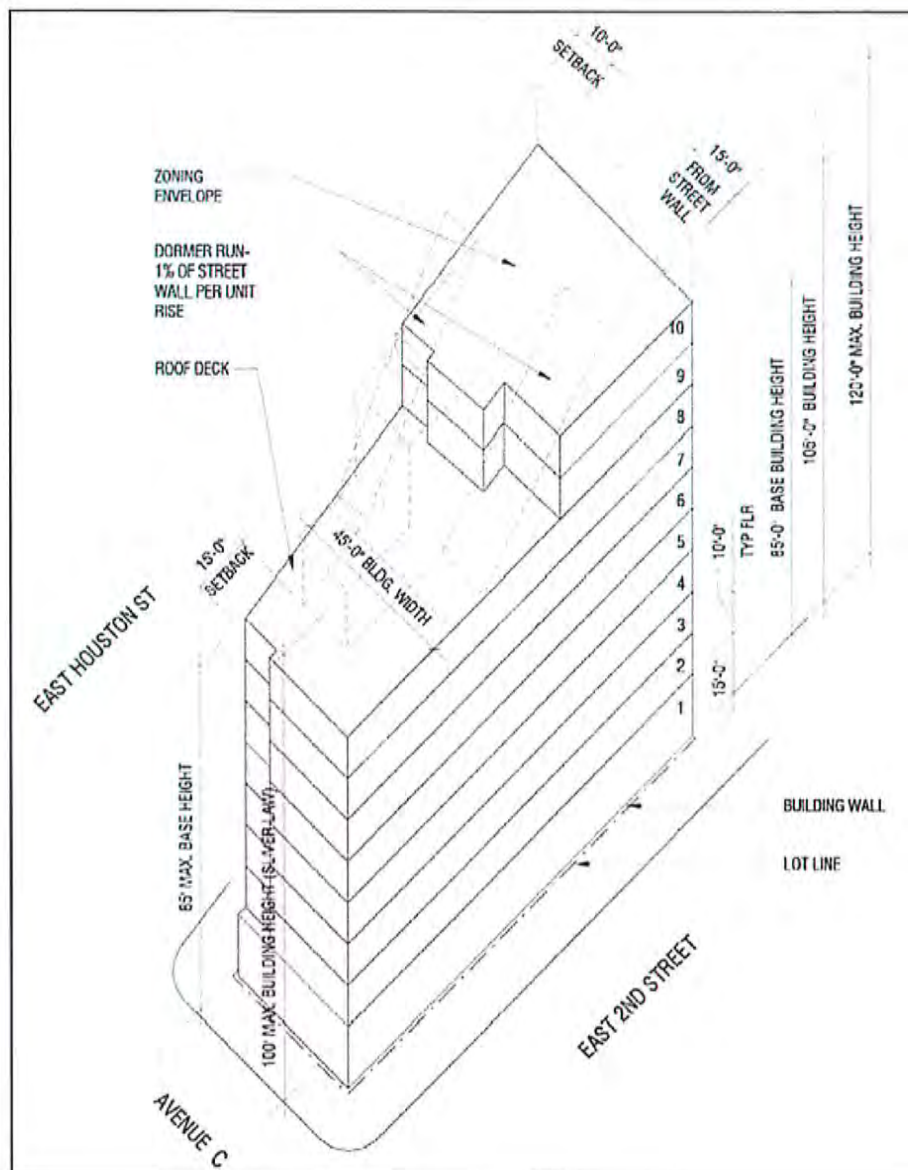 10'-0"
SETBACK
15'-0"
FROM
STREET
WALL
ZONING
ENVELOPE
DORMER RUN-
1% OF STREET
WALL PER UNIT
RISE
ROOF DECK
10
9
8
7
6
5
4
3
2
1
15'-0"
SETBACK
45'-0" BLDG. WIDTH
10'-0"
TYP FLR
15'-0"
85'-0" BASE BUILDING HEIGHT
105'-0" BUILDING HEIGHT
120'-0" MAX. BUILDING HEIGHT
EAST HOUSTON ST
85' MAX. BASE HEIGHT
100' MAX. BUILDING HEIGHT (SLIVER LAW)
BUILDING WALL
LOT LINE
EAST 2ND STREET
AVENUE C